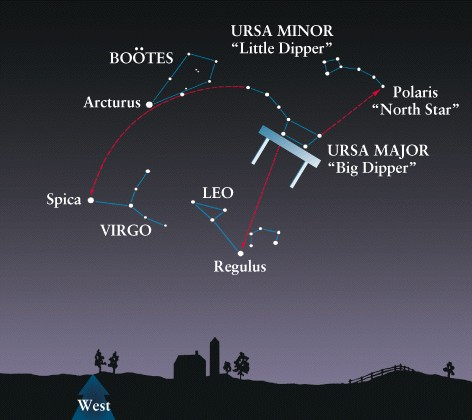 URSA MINOR
“Little Dipper”
BOÖTES
Arcturus
Polaris
“North Star”
URSA MAJOR
“Big Dipper”
Spica
LEO
VIRGO
Regulus
West